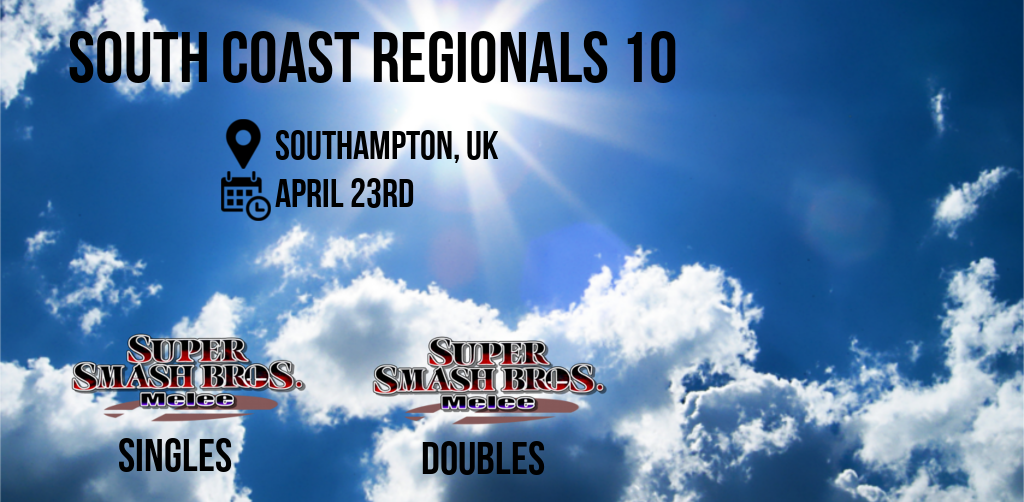 SOUTH COAST REGIONALS 10
SOUTHAMPTON, UK
APRIL 23RD
SUPER
SMASH BROS.
Melee
SINGLES
SUPER
SMASH BROS.
Melee
DOUBLES